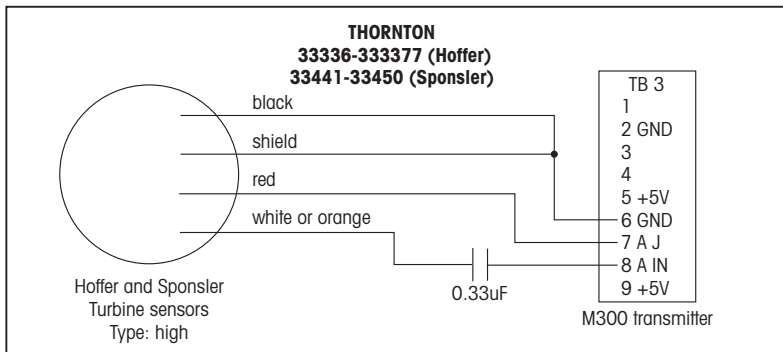 THORNTON
33336-333377 (Hoffer)
33441-33450 (Sponsler)
black
shield
red
white or orange
0.33uF
Hoffer and Sponsler
Turbine sensors
Type: high
TB 3
1
2 GND
3
4
5 +5V
6 GND
7 A J
8 A IN
9 +5V
M300 transmitter